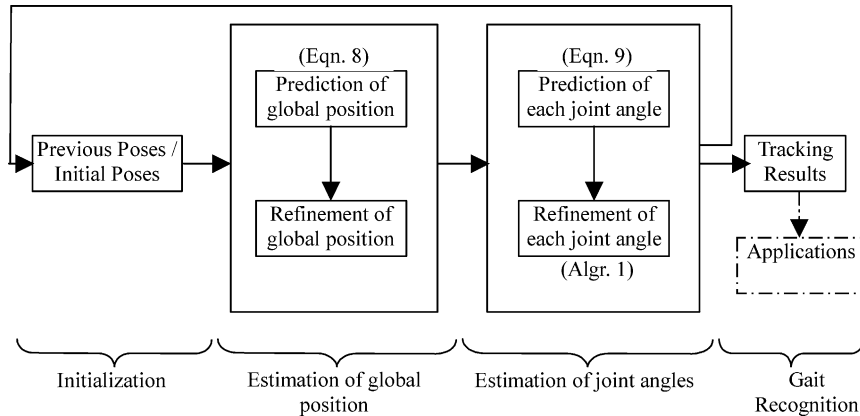 (Eqn. 8)
Prediction of
global position
Refinement of
global position
(Eqn. 9)
Prediction of
each joint angle
Refinement of
each joint angle
(Algr. 1)
Previous Poses /
Initial Poses
Tracking
Results
Applications
Initialization
Estimation of global
position
Estimation of joint angles
Gait
Recognition